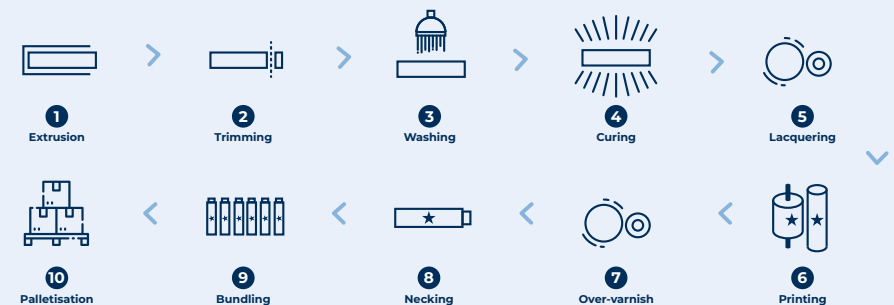 1
Extrusion
2
Trimming
3
Washing
4
Curing
5
Lacquering
6
Printing
7
Over-varnish
8
Necking
9
Bundling
10
Palletisation